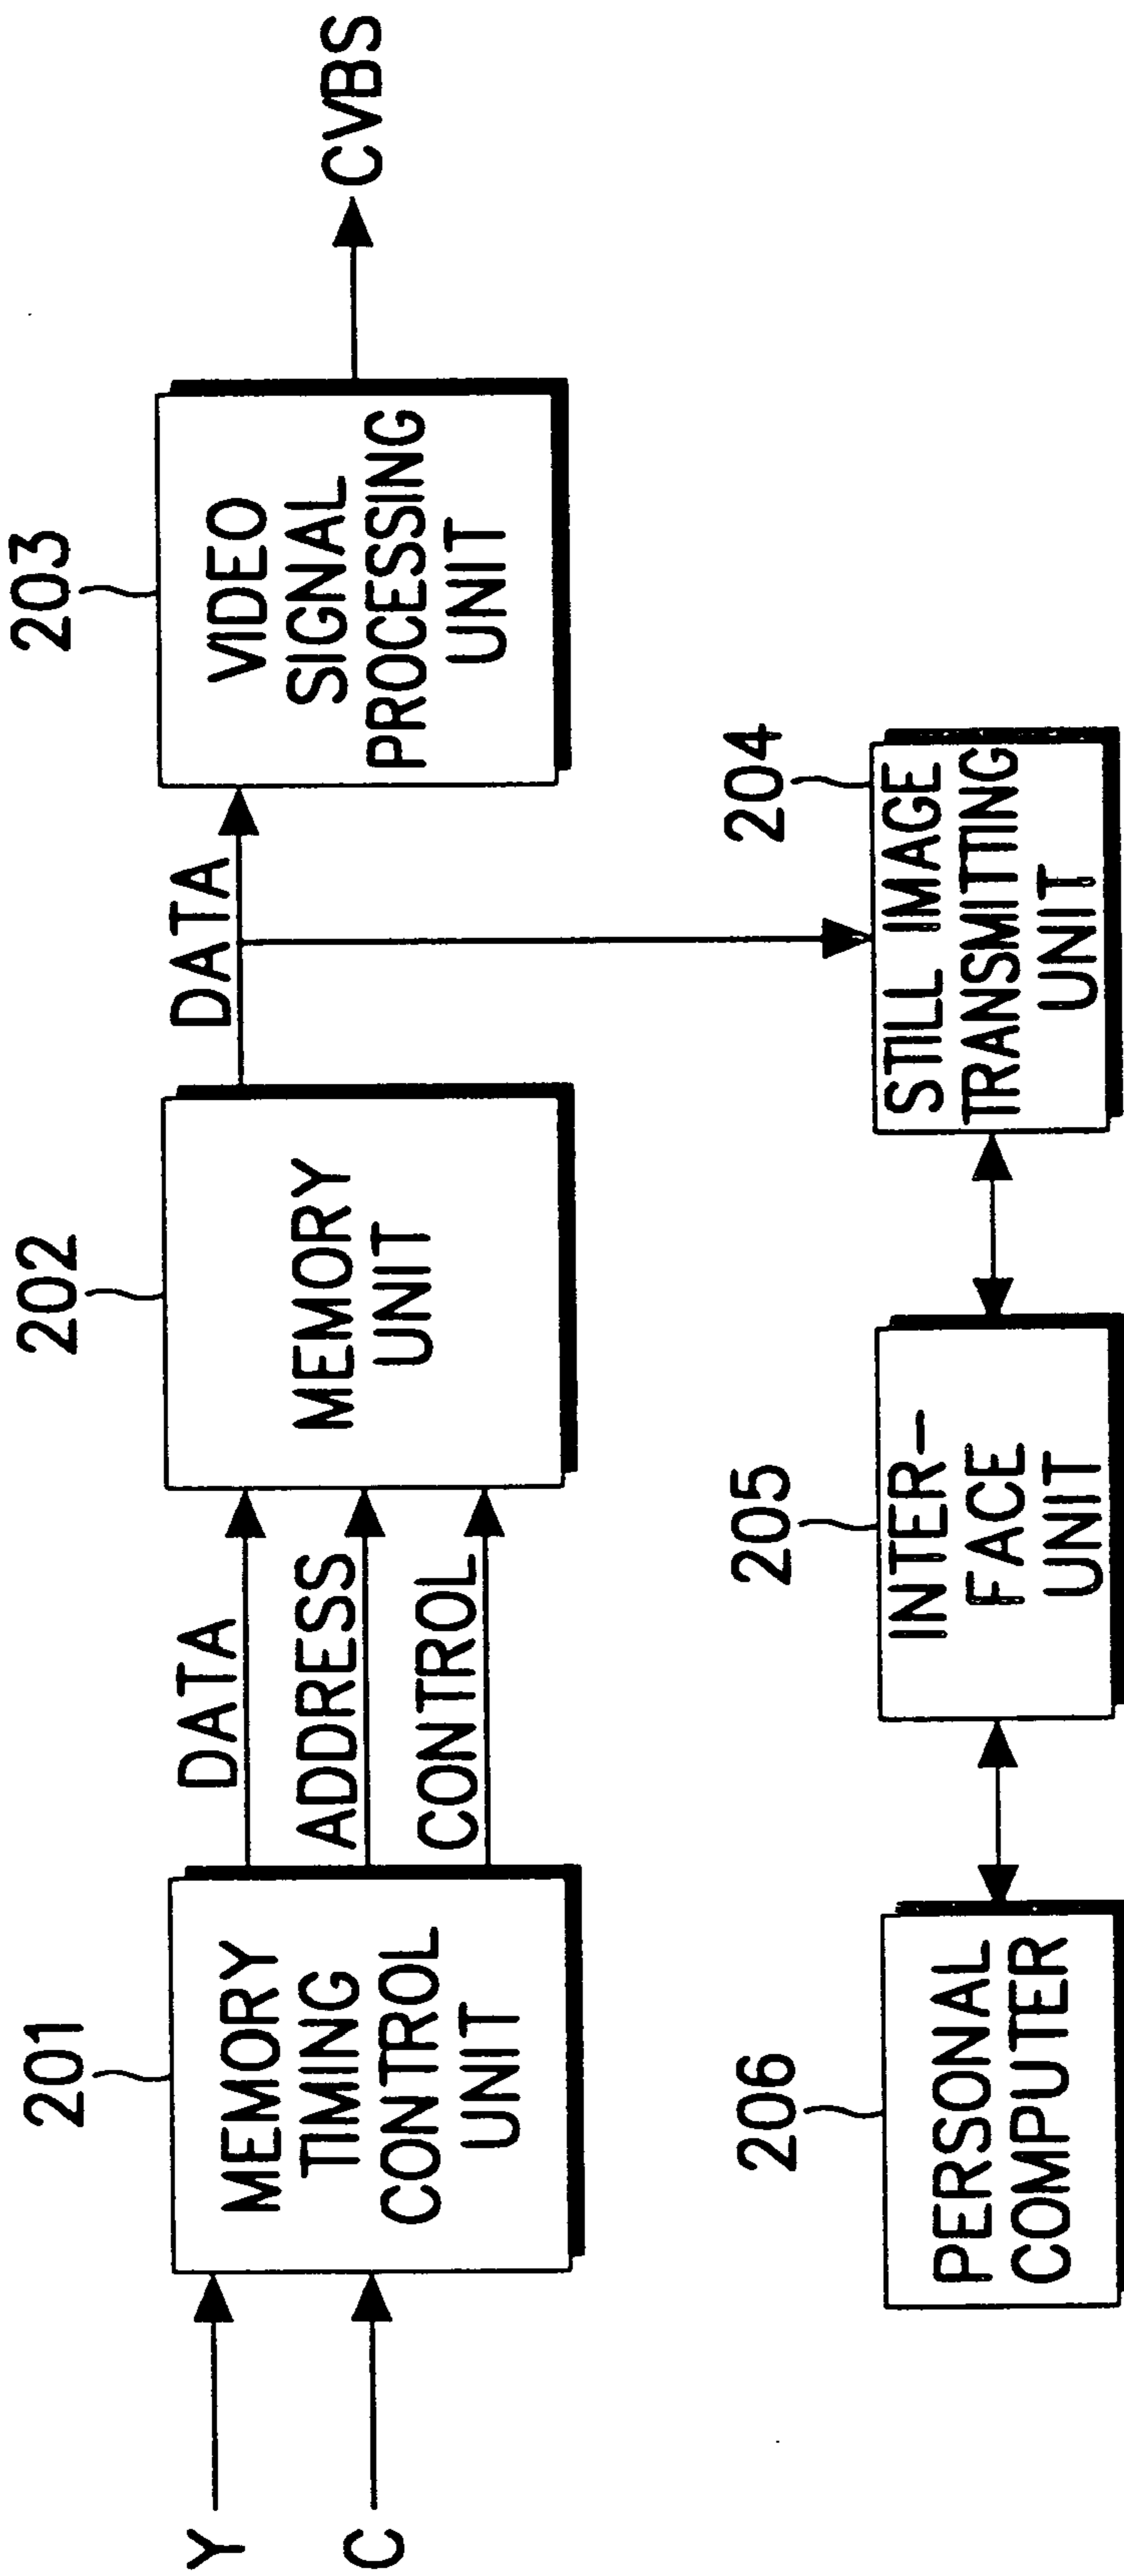 201
MEMORY
TIMING
CONTROL
UNIT
Y
C
DATA
ADDRESS
CONTROL
202
MEMORY
UNIT
DATA
203
VIDEO
SIGNAL
PROCESSING
UNIT
CVBS
206
PERSONAL
COMPUTER
205
INTER-
FACE
UNIT
204
STILL IMAGE
TRANSMITTING
UNIT